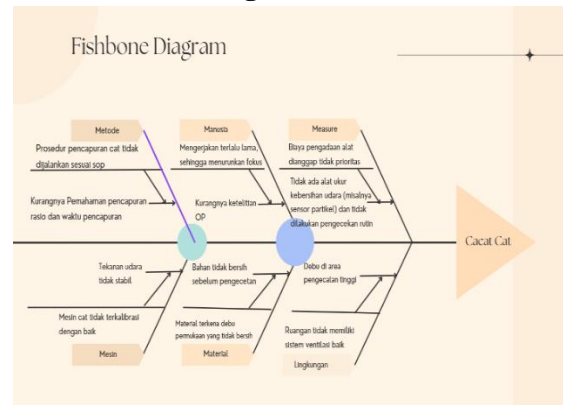 Fishbone Diagram
Metode
Manusia
Measure
Prosedur pencapuran cat tidak
dijalankan sesuai sop
Mengerjakan terlalu lama,
sehingga menurunkan fokus
Biaya pengadaan alat
dianggap tidak prioritas
Kurangnya Pemahaman pencapuran
rasio dan waktu pencapuran
Kurangnya ketelitian
OP
Tidak ada alat ukur
kebersihan udara (misalnya
sensor partikel) dan tidak
dilakukan pengecekan rutin
Cacat Cat
Tekanan udara
tidak stabil
Bahan tidak bersih
sebelum pengecetan
Debu di area
pengecatan tinggi
Mesin cat tidak terkalibrasi
dengan baik
Material terkena debu
permukaan yang tidak bersih
Ruangan tidak memiliki
sistem ventilasi baik
Mesin
Material
Lingkungan